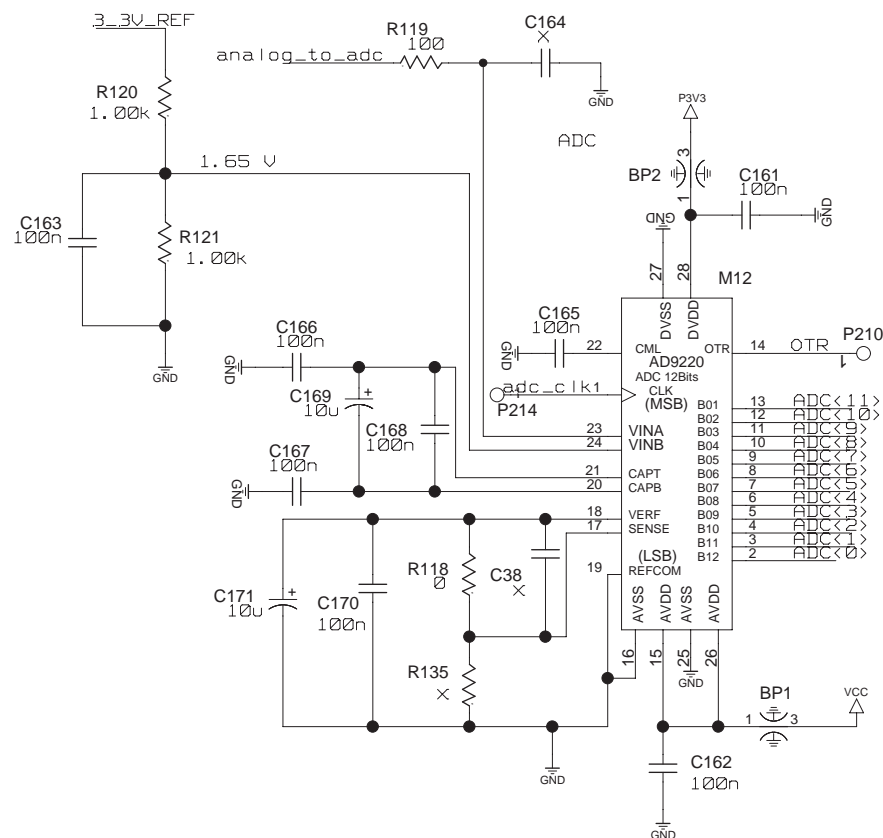 3_3V_REF
R119
100
C164
X
analog_to_adc
GND
R120
1.00k
P3V3
ADC
1.65 V
BP2
3
1
C161
100n
GND
GND
C163
100n
R121
1.00k
27
28
M12
GND
DVSS
DVDD
C165
100n
GND
22
CML
OTR
14
OTR
P210
1
C166
100n
GND
AD9220
ADC 12Bits
CLK
(MSB)
adc_clk
1
P214
C169
10u
C168
100n
23
VINA
24
VINB
21
CAPT
20
CAPB
C167
100n
GND
B01
13
ADC<11>
B02
12
ADC<10>
B03
11
ADC<9>
B04
10
ADC<8>
B05
9
ADC<7>
B06
8
ADC<6>
B07
7
ADC<5>
B08
6
ADC<4>
B09
5
ADC<3>
B10
4
ADC<2>
B11
3
ADC<1>
B12
2
ADC<0>
18
VERF
17
SENSE
(LSB)
19
REFCOM
R118
0
C38
X
C171
10u
C170
100n
R135
X
AVSS
AVDD
AVSS
AVDD
16
15
25
26
GND
BP1
1
3
VCC
GND
C162
100n
GND